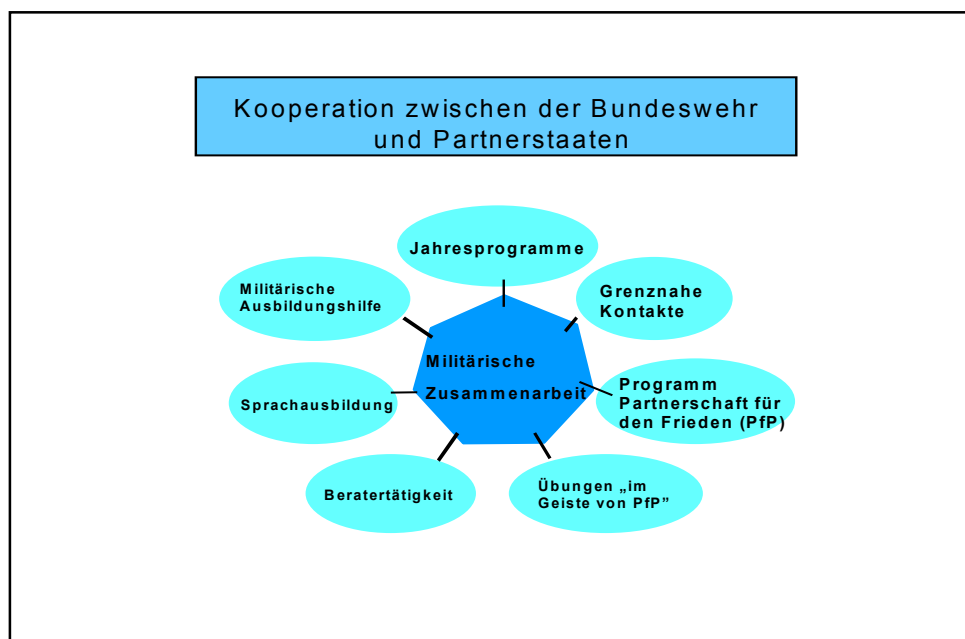 Kooperation zwischen der Bundeswehr
und Partnerstaaten
Jahresprogramme
Militärische
Ausbildungshilfe
Grenznahe
Kontakte
Militärische
Zusammenarbeit
Programm
Partnerschaft für
den Frieden (PfP)
Sprachausbildung
Beratertätigkeit
Übungen „im
Geiste von PfP”